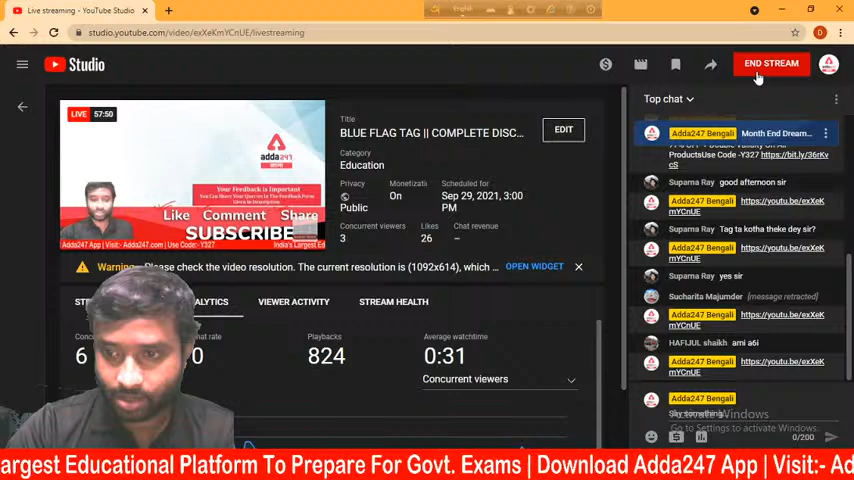 Live streaming - YouTube Studio
English
studio.youtube.com/video/exXeKmYCnUE/livestreaming
Studio
END STREAM
LIVE 57:50
adda247
Your Feedback is Important
Like Comment Share
SUBSCRIBE
Adda247 App | Visit:- Adda247.com | Use Code:-Y327
India's Largest Ed
Title
BLUE FLAG TAG || COMPLETE DISC...
EDIT
Category
Education
Privacy
Public
Monetizati
On
Scheduled for
Sep 29, 2021, 3:00
PM
Concurrent viewers
3
Likes
26
Chat revenue
–
Warning
Please check the video resolution. The current resolution is (1092x614), which ...
OPEN WIDGET
ALYTICS
VIEWER ACTIVITY
STREAM HEALTH
6
hat rate
0
Playbacks
824
Average watchtime
0:31
Concurrent viewers
Top chat
Adda247 Bengali Month End Dream...
ProductsUse Code -Y327 https://bit.ly/36rKv
cS
Suparna Ray good afternoon sir
Adda247 Bengali https://youtu.be/exXeK
mYCnUE
Suparna Ray Tag ta kotha theke dey sir?
Adda247 Bengali https://youtu.be/exXeK
mYCnUE
Suparna Ray yes sir
Sucharita Majumder [message retracted]
Adda247 Bengali https://youtu.be/exXeK
mYCnUE
HAFIJUL shaikh ami a6i
Adda247 Bengali https://youtu.be/exXeK
mYCnUE
Adda247 Bengali
Say something...
Activate Windows
Go to Settings to activate Windows.
0/200
argest Educational Platform To Prepare For Govt. Exams | Download Adda247 App | Visit:- Ad